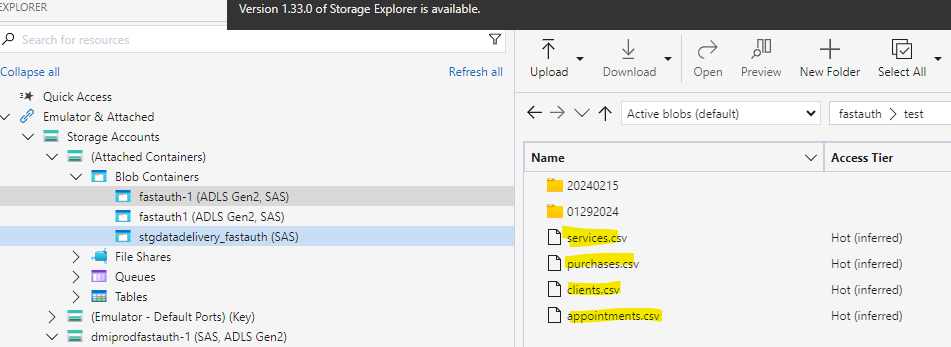 Version 1.33.0 of Storage Explorer is available.
EXPLORER
Search for resources
Collapse all
Refresh all
Quick Access
Emulator & Attached
Storage Accounts
(Attached Containers)
Blob Containers
fastauth-1 (ADLS Gen2, SAS)
fastauth1 (ADLS Gen2, SAS)
stgdatadelivery_fastauth (SAS)
File Shares
Queues
Tables
(Emulator - Default Ports) (Key)
dmiprodfastauth-1 (SAS, ADLS Gen2)
Upload
Download
Open
Preview
New Folder
Select All
Active blobs (default)
fastauth
test
Name
Access Tier
20240215
01292024
services.csv Hot (inferred)
purchases.csv Hot (inferred)
clients.csv Hot (inferred)
appointments.csv Hot (inferred)